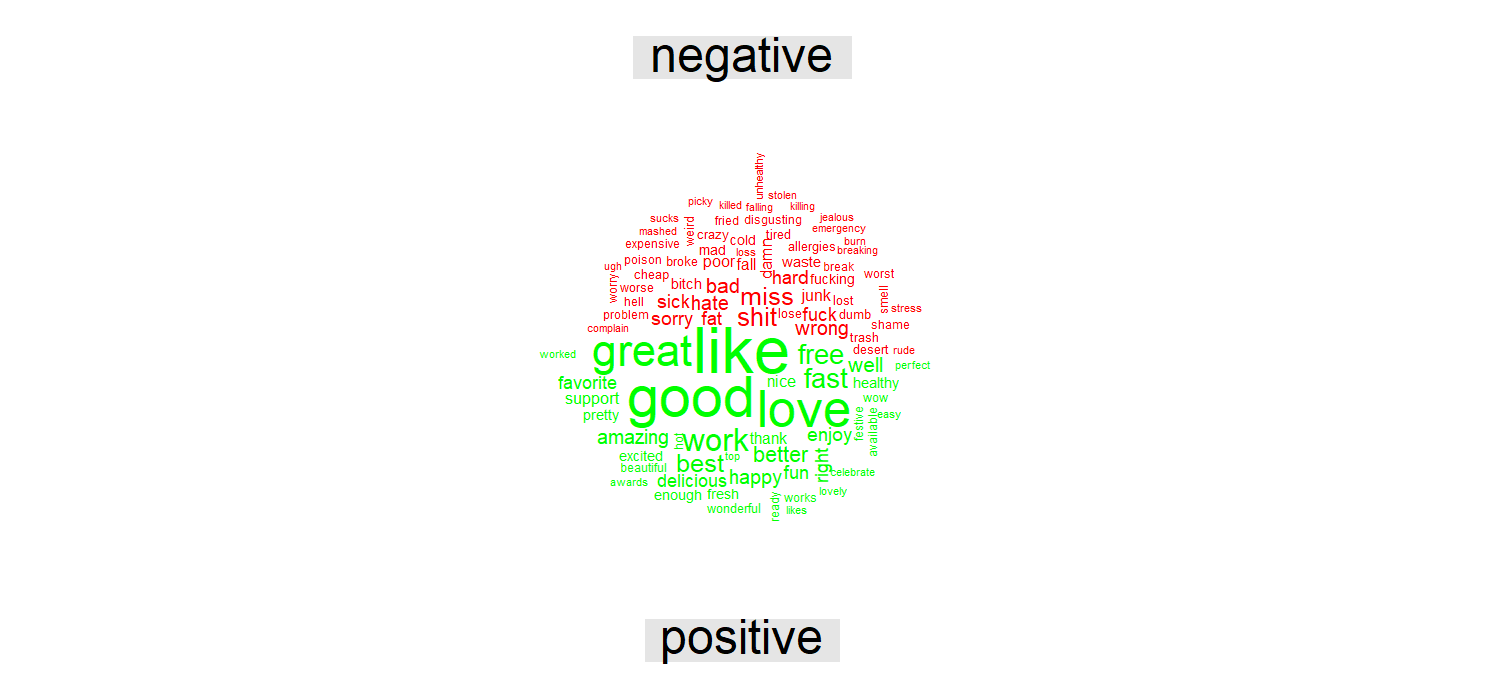 negative
unhealthy
stolen
picky killed falling killing
sucks weird fried disgusting jealous
mashed crazy cold tired emergency
expensive mad loss damn allergies burn breaking
ugh poison broke poor fall waste break
worry cheap hard fucking worst
worse bitch bad miss junk smell
hell sick hate lost stress
problem sorry fat shit lose fuck dumb
complain wrong shame
trash
desert rude
worked great like free well perfect
favorite good nice fast healthy
support love wow
pretty festive available easy
amazing hot work thank enjoy
excited best top better right
beautiful happy fun celebrate
awards delicious
enough fresh ready works lovely
wonderful likes
positive